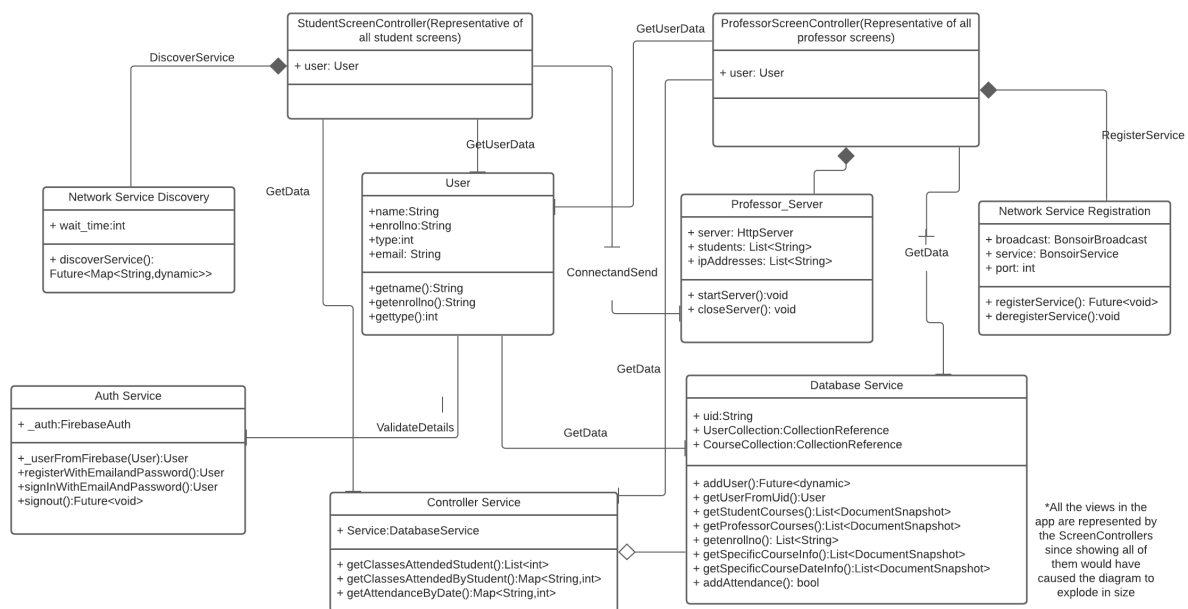 StudentScreenController(Representative of
all student screens)
+ user: User
ProfessorScreenController(Representative of all
professor screens)
+ user: User
GetUserData
DiscoverService
RegisterService
GetUserData
GetData
Network Service Discovery
+ wait_time:int
+ discoverService():
Future<Map<String,dynamic>>
User
+name:String
+enrollno:String
+type:int
+email: String
+getname():String
+getenrollno():String
+gettype():int
ConnectandSend
Professor_Server
+ server: HttpServer
+ students: List<String>
+ ipAddresses: List<String>
+ startServer():void
+ closeServer(): void
GetData
Network Service Registration
+ broadcast: BonsoirBroadcast
+ service: BonsoirService
+ port: int
+ registerService(): Future<void>
+ deregisterService():void
GetData
Auth Service
+ _auth:FirebaseAuth
+_userFromFirebase(User):User
+registerWithEmailandPassword():User
+signInWithEmailAndPassword():User
+signout():Future<void>
ValidateDetails
GetData
Database Service
+ uid:String
+ UserCollection:CollectionReference
+ CourseCollection:CollectionReference
+ addUser():Future<dynamic>
+ getUserFromUid():User
+ getStudentCourses():List<DocumentSnapshot>
+ getProfessorCourses():List<DocumentSnapshot>
+ getenrollno(): List<String>
+ getSpecificCourseInfo():List<DocumentSnapshot>
+ getSpecificCourseDateInfo():List<DocumentSnapshot>
+ addAttendance(): bool
Controller Service
+ Service:DatabaseService
+ getClassesAttendedStudent():List<int>
+ getClassesAttendedByStudent():Map<String,int>
+ getAttendanceByDate():Map<String,int>
*All the views in the
app are represented by
the ScreenControllers
since showing all of
them would have
caused the diagram to
explode in size